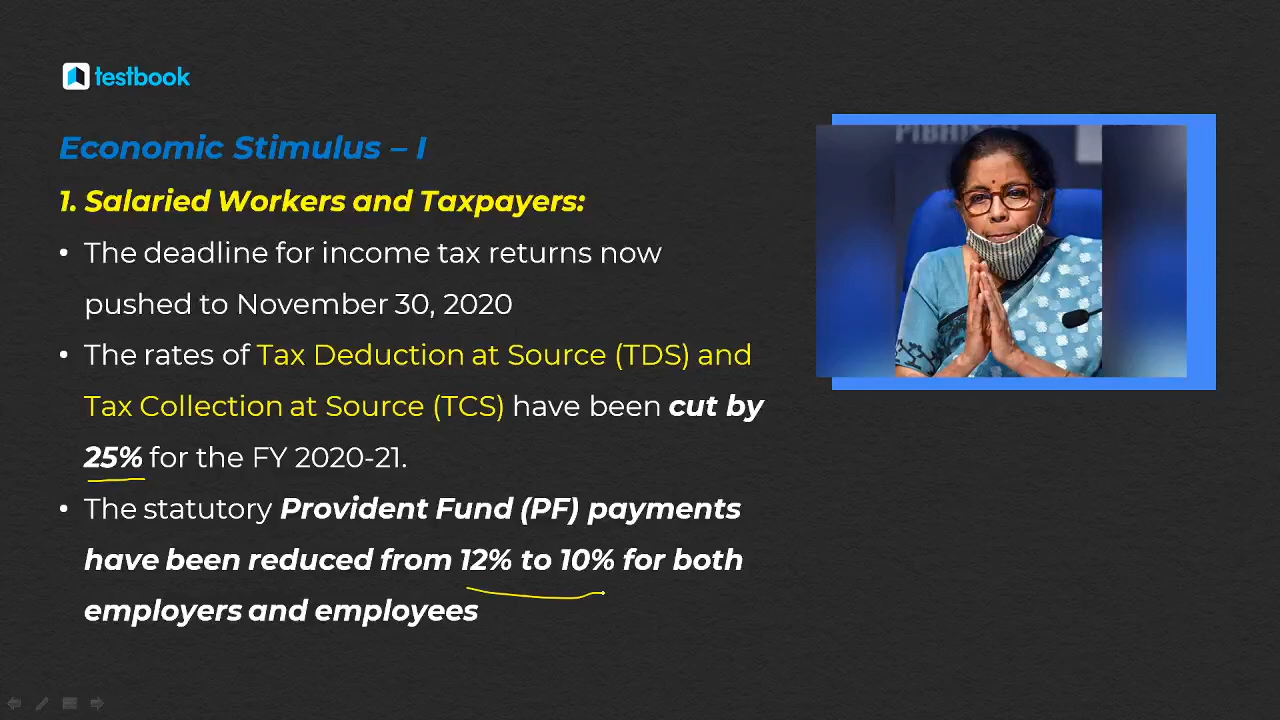 testbook
Economic Stimulus – I
1. Salaried Workers and Taxpayers:
• The deadline for income tax returns now
pushed to November 30, 2020
• The rates of Tax Deduction at Source (TDS) and
Tax Collection at Source (TCS) have been cut by
25% for the FY 2020-21.
• The statutory Provident Fund (PF) payments
have been reduced from 12% to 10% for both
employers and employees